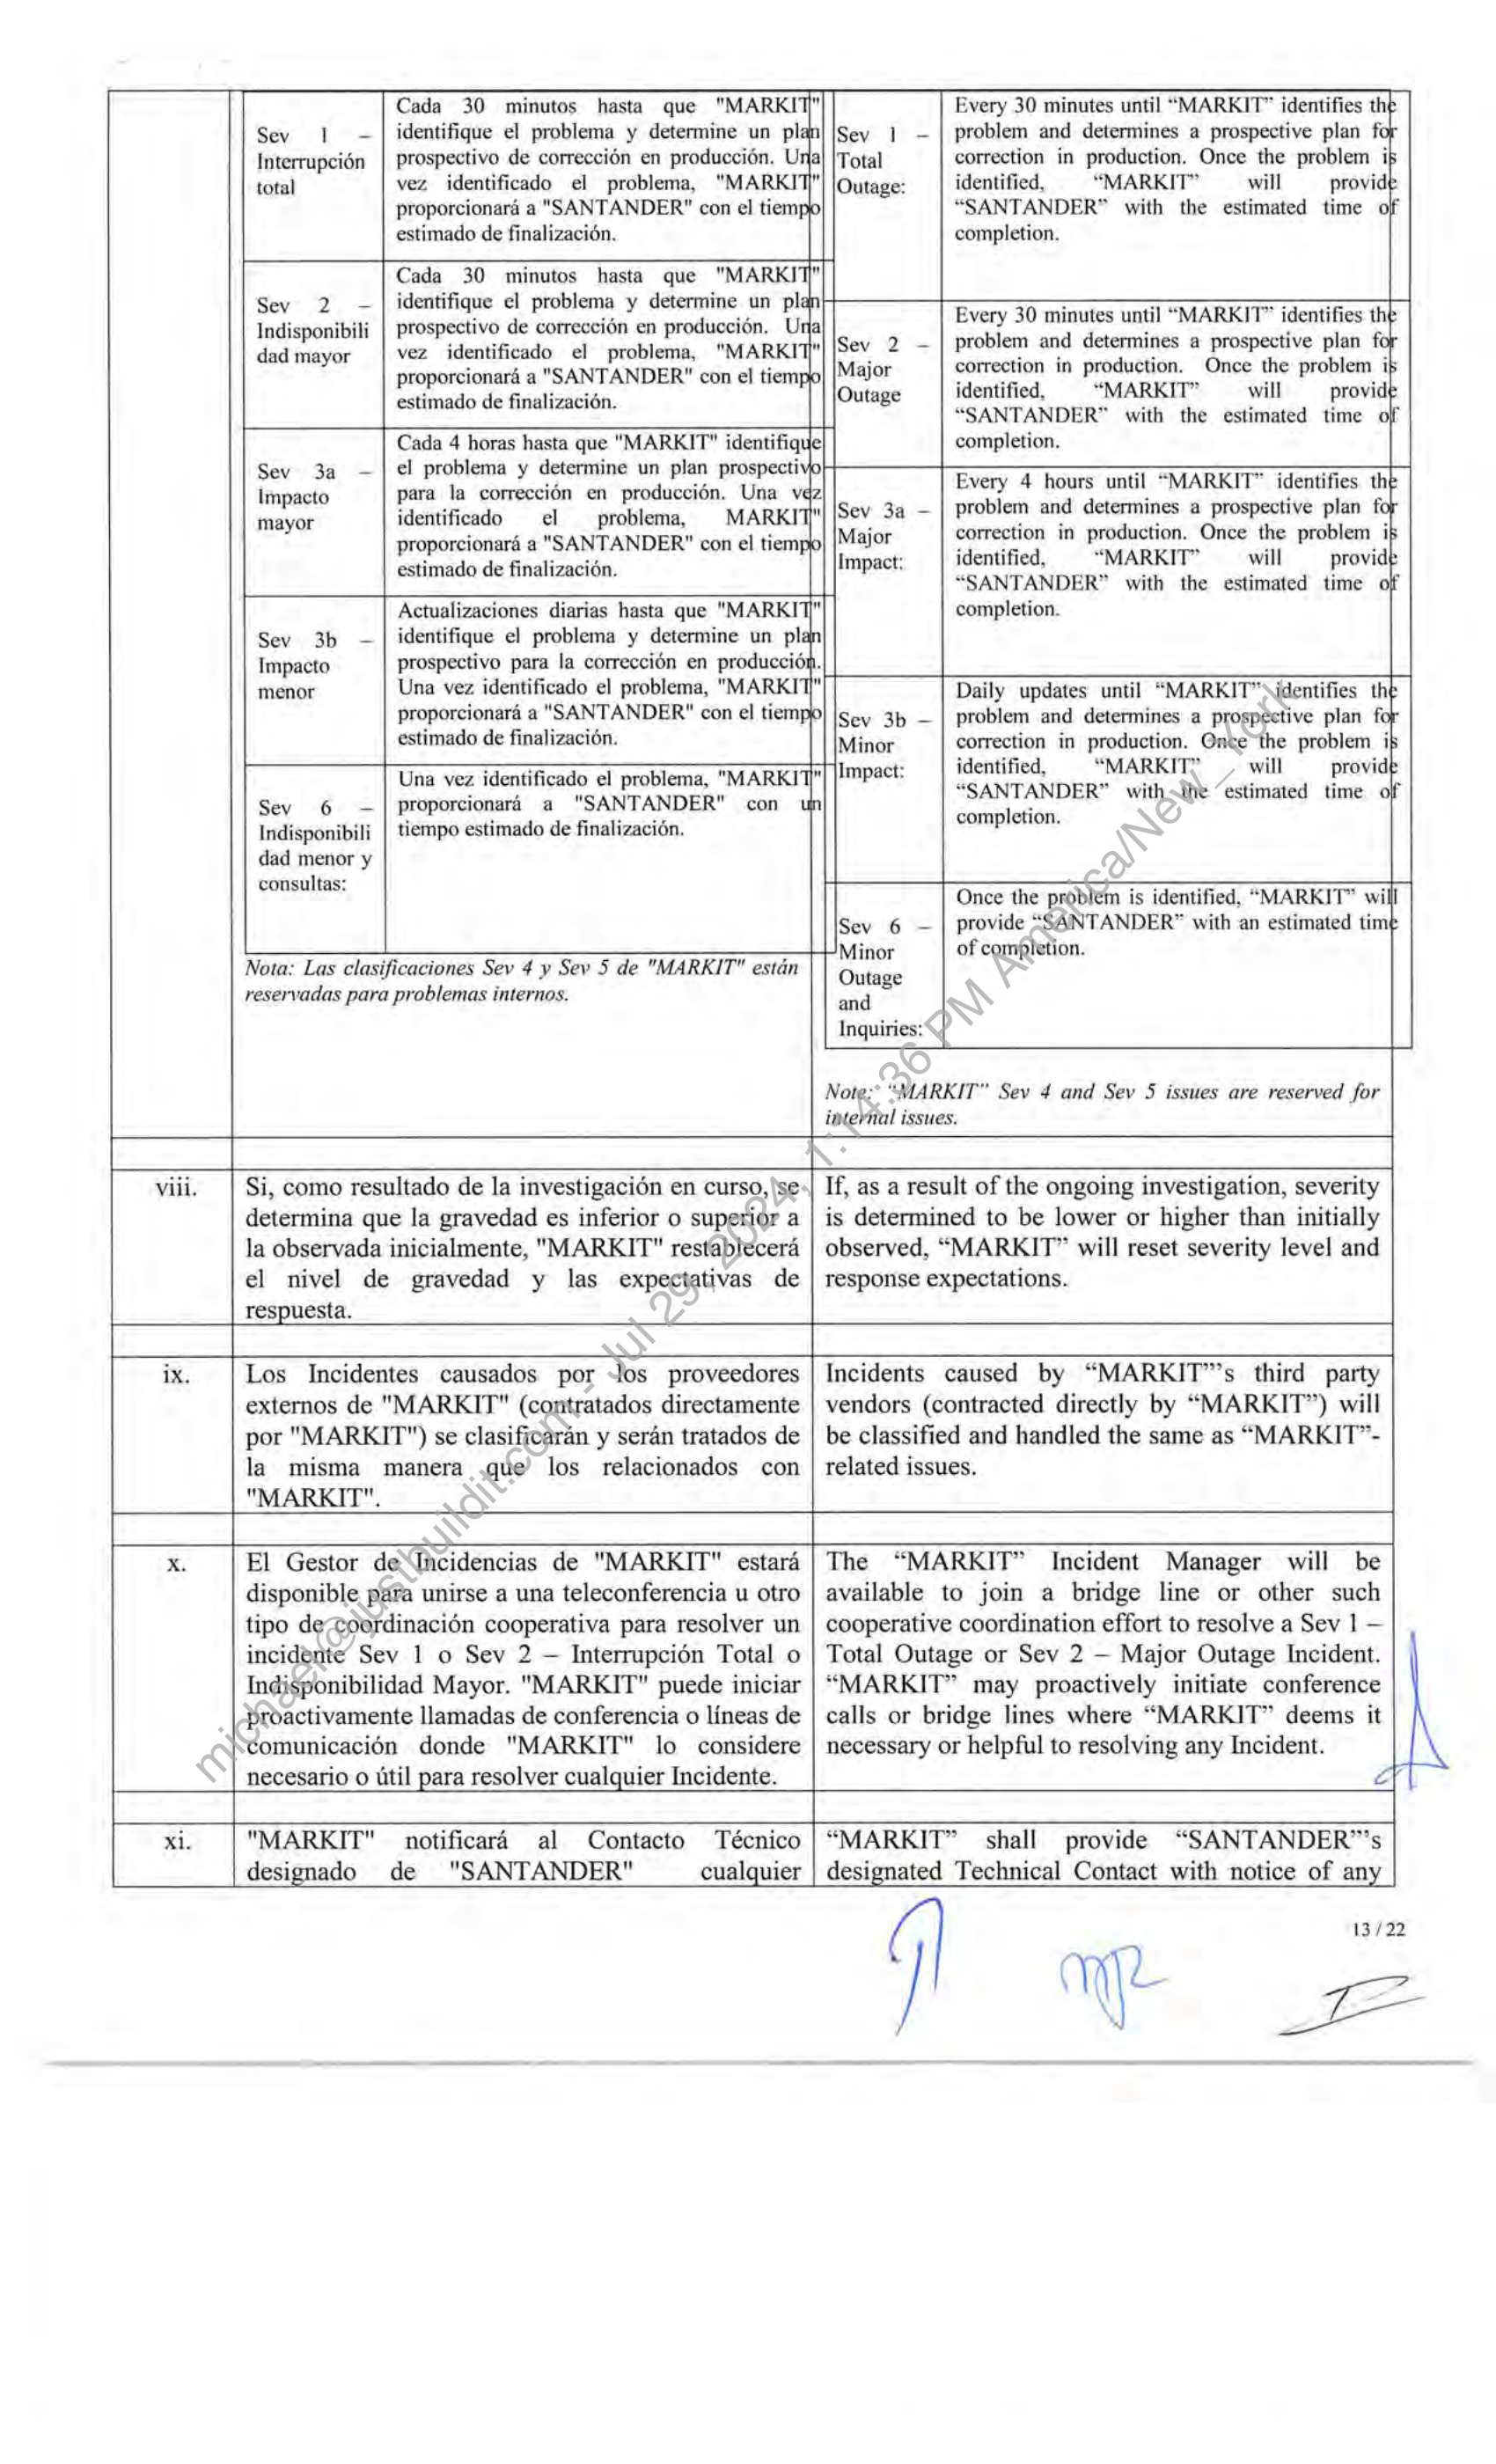 Sev 1 –
Interrupción
total
Cada 30 minutos hasta que "MARKIT"
identifique el problema y determine un plan
prospectivo de corrección en producción. Una
vez identificado el problema, "MARKIT"
proporcionará a "SANTANDER" con el tiempo
estimado de finalización.
Sev 2 –
Indisponibili
dad mayor
Cada 30 minutos hasta que "MARKIT"
identifique el problema y determine un plan
prospectivo de corrección en producción. Una
vez identificado el problema, "MARKIT"
proporcionará a "SANTANDER" con el tiempo
estimado de finalización.
Sev 3a –
Impacto
mayor
Cada 4 horas hasta que "MARKIT" identifique
el problema y determine un plan prospectivo
para la corrección en producción. Una vez
identificado el problema, MARKIT"
proporcionará a "SANTANDER" con el tiempo
estimado de finalización.
Sev 3b –
Impacto
menor
Actualizaciones diarias hasta que "MARKIT"
identifique el problema y determine un plan
prospectivo para la corrección en producción.
Una vez identificado el problema, "MARKIT"
proporcionará a "SANTANDER" con el tiempo
estimado de finalización.
Sev 6 –
Indisponibili
dad menor y
consultas:
Una vez identificado el problema, "MARKIT"
proporcionará a "SANTANDER" con un
tiempo estimado de finalización.
Nota: Las clasificaciones Sev 4 y Sev 5 de "MARKIT" están
reservadas para problemas internos.
Sev 1 –
Total
Outage:
Every 30 minutes until “MARKIT” identifies the
problem and determines a prospective plan for
correction in production. Once the problem is
identified, “MARKIT” will provide
“SANTANDER” with the estimated time of
completion.
Sev 2 –
Major
Outage
Every 30 minutes until “MARKIT” identifies the
problem and determines a prospective plan for
correction in production. Once the problem is
identified, “MARKIT” will provide
“SANTANDER” with the estimated time of
completion.
Sev 3a –
Major
Impact:
Every 4 hours until “MARKIT” identifies the
problem and determines a prospective plan for
correction in production. Once the problem is
identified, “MARKIT” will provide
“SANTANDER” with the estimated time of
completion.
Sev 3b –
Minor
Impact:
Daily updates until “MARKIT” identifies the
problem and determines a prospective plan for
correction in production. Once the problem is
identified, “MARKIT” will provide
“SANTANDER” with the estimated time of
completion.
Sev 6 –
Minor
Outage
and
Inquiries:
Once the problem is identified, “MARKIT” will
provide “SANTANDER” with an estimated time
of completion.
Note: “MARKIT” Sev 4 and Sev 5 issues are reserved for
internal issues.
viii.
Si, como resultado de la investigación en curso, se
determina que la gravedad es inferior o superior a
la observada inicialmente, "MARKIT" restablecerá
el nivel de gravedad y las expectativas de
respuesta.
If, as a result of the ongoing investigation, severity
is determined to be lower or higher than initially
observed, “MARKIT” will reset severity level and
response expectations.
ix.
Los Incidentes causados por los proveedores
externos de "MARKIT" (contratados directamente
por "MARKIT") se clasificarán y serán tratados de
la misma manera que los relacionados con
"MARKIT".
Incidents caused by “MARKIT”'s third party
vendors (contracted directly by “MARKIT”) will
be classified and handled the same as “MARKIT”-
related issues.
x.
El Gestor de Incidencias de "MARKIT" estará
disponible para unirse a una teleconferencia u otro
tipo de coordinación cooperativa para resolver un
incidente Sev 1 o Sev 2 – Interrupción Total o
Indisponibilidad Mayor. "MARKIT" puede iniciar
proactivamente llamadas de conferencia o líneas de
comunicación donde "MARKIT" lo considere
necesario o útil para resolver cualquier Incidente.
The “MARKIT” Incident Manager will be
available to join a bridge line or other such
cooperative coordination effort to resolve a Sev 1 –
Total Outage or Sev 2 – Major Outage Incident.
“MARKIT” may proactively initiate conference
calls or bridge lines where “MARKIT” deems it
necessary or helpful to resolving any Incident.
xi.
"MARKIT" notificará al Contacto Técnico
designado de "SANTANDER" cualquier
“MARKIT” shall provide “SANTANDER”'s
designated Technical Contact with notice of any
13 / 22
michael@justbuildit.com - Jul 29, 2024, 1:14:36 PM America/New_York